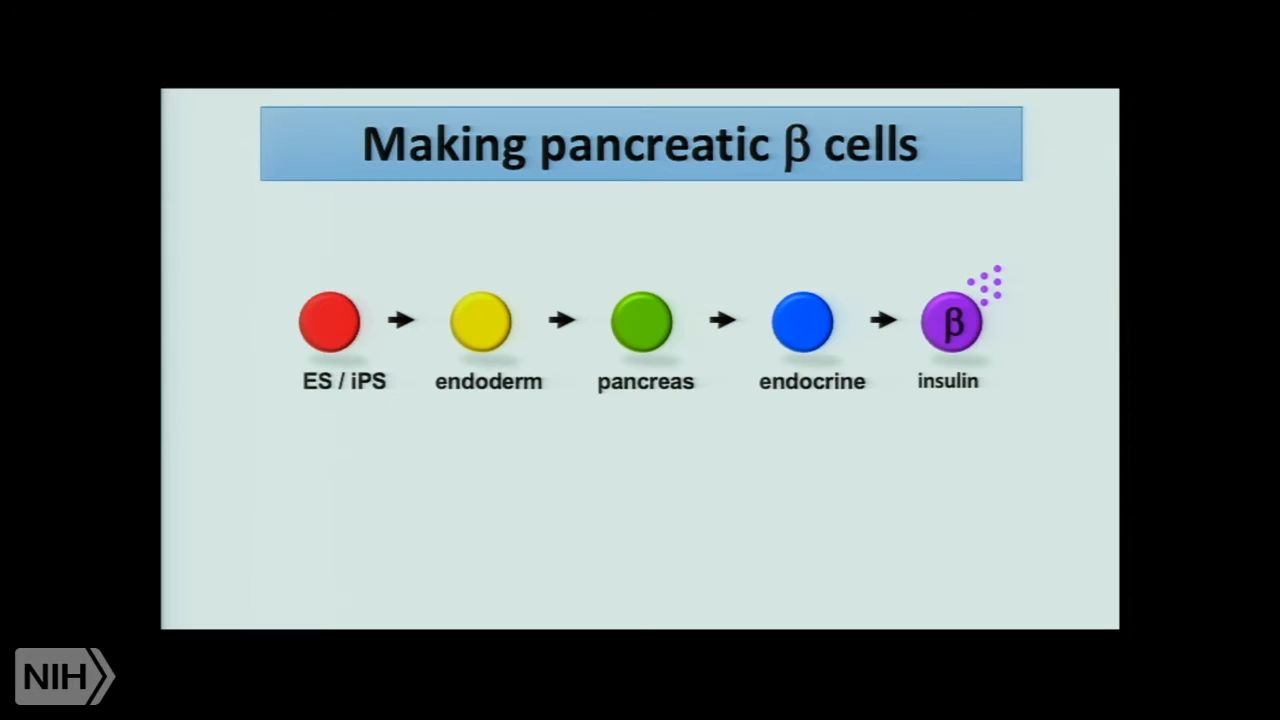 Making pancreatic β cells
β
ES / iPS
endoderm
pancreas
endocrine
insulin
NIH